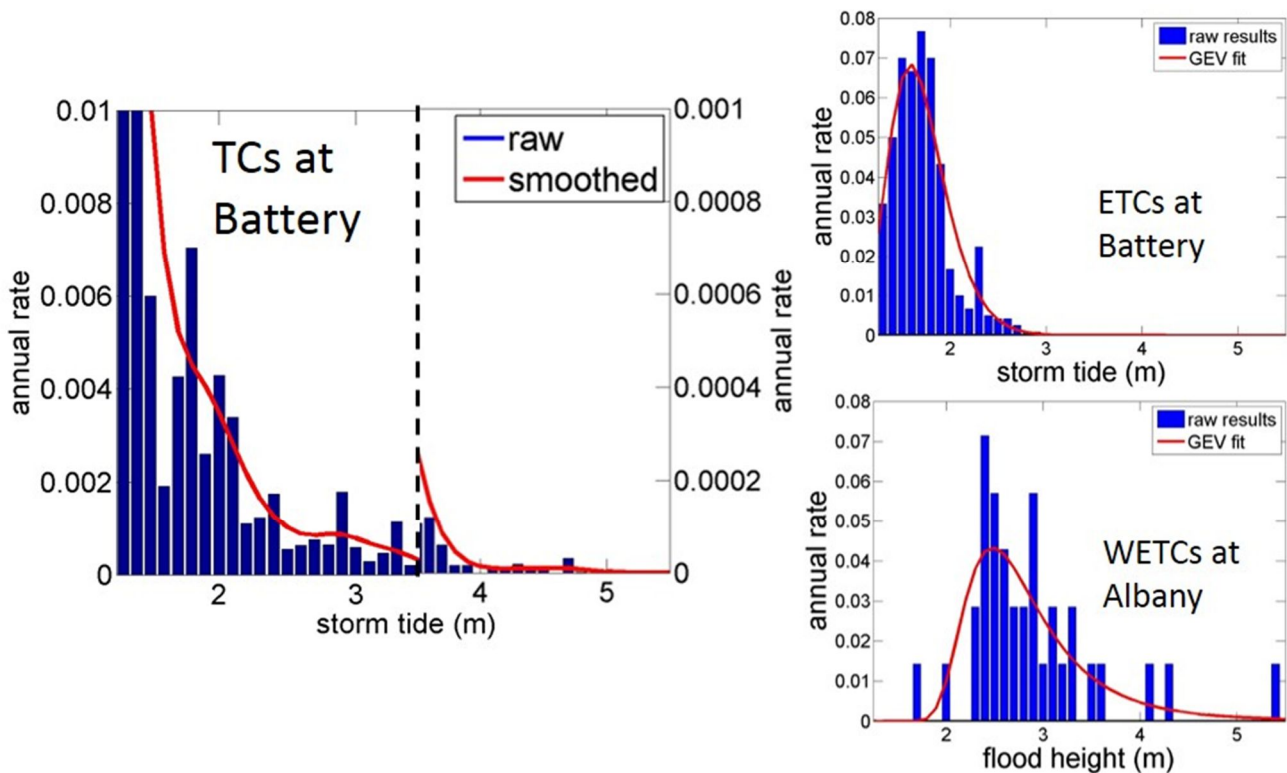 0.01
0.008
0.006
0.004
0.002
0
annual rate
TCs at
Battery
2
3
4
5
storm tide (m)
raw
smoothed
0.001
0.0008
0.0006
0.0004
0.0002
0
annual rate
0.08
0.07
0.06
0.05
0.04
0.03
0.02
0.01
0
annual rate
raw results
GEV fit
ETCs at
Battery
2
3
4
5
storm tide (m)
0.08
0.07
0.06
0.05
0.04
0.03
0.02
0.01
0
annual rate
raw results
GEV fit
WETCs at
Albany
2
3
4
5
flood height (m)